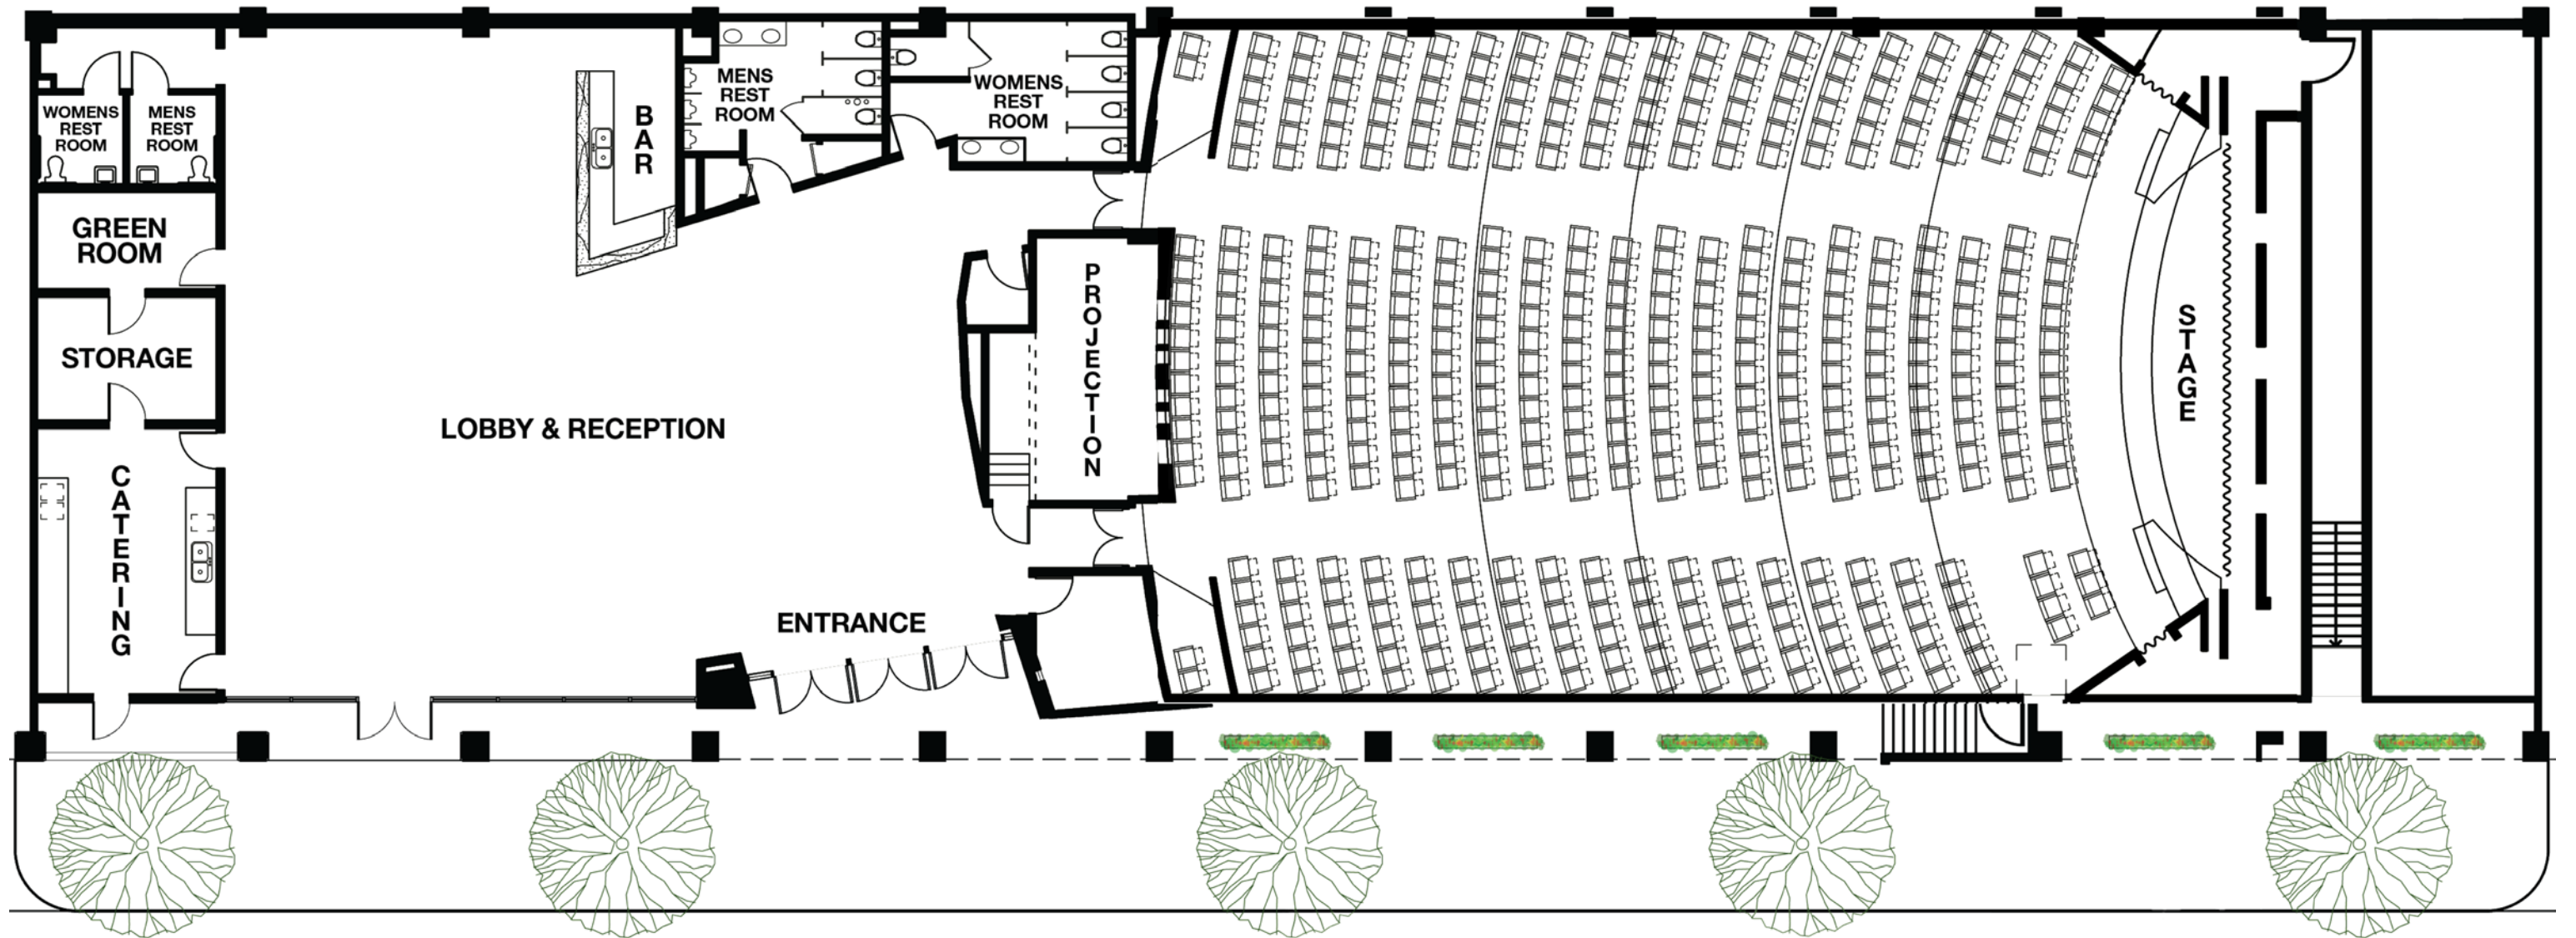 WOMENS
REST
ROOM
MENS
REST
ROOM
GREEN
ROOM
STORAGE
CATERING
LOBBY & RECEPTION
BAR
MENS
REST
ROOM
WOMENS
REST
ROOM
PROJECTION
ENTRANCE
STAGE